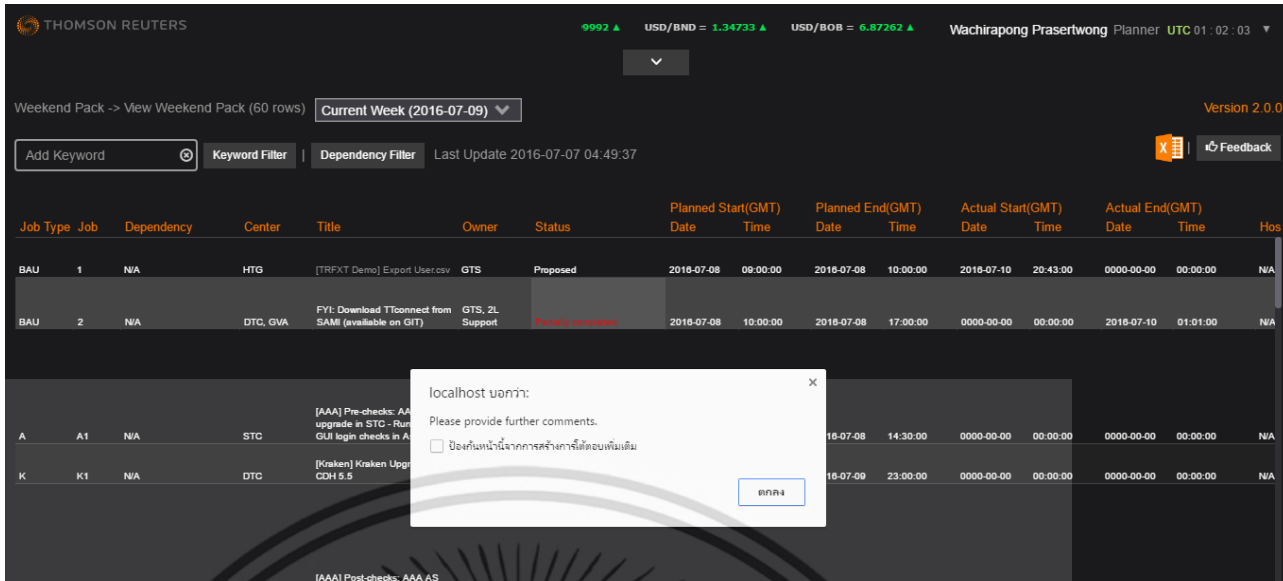 THOMSON REUTERS
9992 ▲ USD/BND = 1.34733 ▲ USD/BOB = 6.87262 ▲ Wachirapong Prasertwong Planner UTC 01 : 02 : 03 ▼
Weekend Pack -> View Weekend Pack (60 rows) Current Week (2016-07-09)
Version 2.0.0
Add Keyword Keyword Filter | Dependency Filter Last Update 2016-07-07 04:49:37
X | Feedback
Planned Start(GMT) Planned End(GMT) Actual Start(GMT) Actual End(GMT)
Job Type Job Dependency Center Title Owner Status Date Time Date Time Date Time Date Time Hos
BAU 1 N/A HTG [TRFXT Demo] Export User.csv GTS Proposed 2016-07-08 09:00:00 2016-07-08 10:00:00 2016-07-10 20:43:00 0000-00-00 00:00:00 N/A
FYI: Download TTconnect from GTS, 2L
BAU 2 N/A DTC, GVA SAMI (availiable on GIT) Support 2016-07-08 10:00:00 2016-07-08 17:00:00 0000-00-00 00:00:00 2016-07-10 01:01:00 N/A
localhost บอกว่า:
Please provide further comments.
ป้องกันหน้านี้จากการสร้างการโต้ตอบเพิ่มเติม
ตกลง
[AAA] Pre-checks: AA
upgrade in STC - Run
A A1 N/A STC GUI login checks in A 16-07-08 14:30:00 0000-00-00 00:00:00 0000-00-00 00:00:00 N/A
[Kraken] Kraken Upgr
K K1 N/A DTC CDH 5.5 16-07-09 23:00:00 0000-00-00 00:00:00 0000-00-00 00:00:00 N/A
[AAA] Post-checks: AAA AS